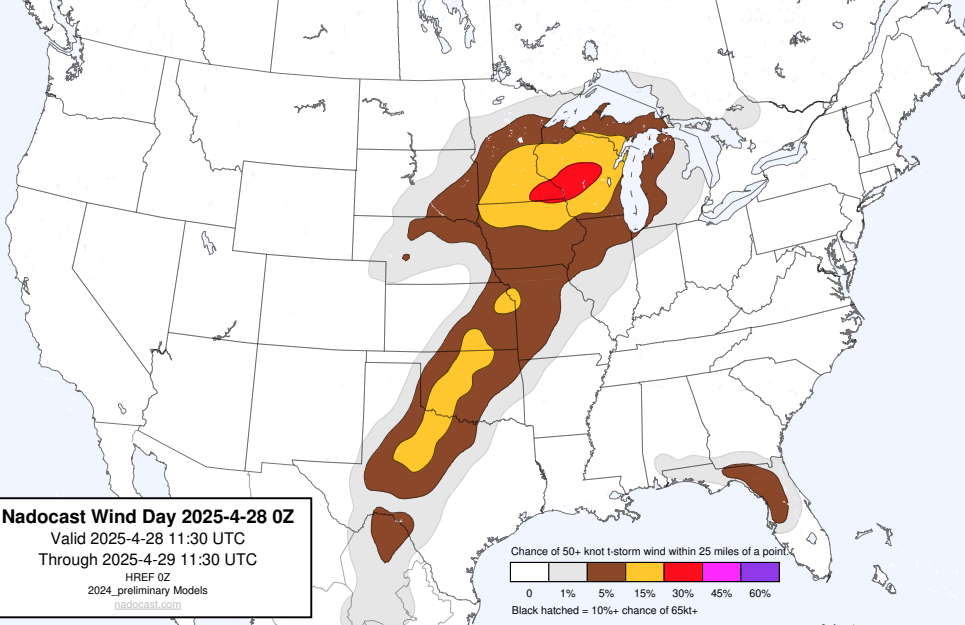 Nadocast Wind Day 2025-4-28 0Z
Valid 2025-4-28 11:30 UTC
Through 2025-4-29 11:30 UTC
HREF 0Z
2024_preliminary Models
nadocast.com
Chance of 50+ knot t-storm wind within 25 miles of a point.
0 1% 5% 15% 30% 45% 60%
Black hatched = 10%+ chance of 65kt+